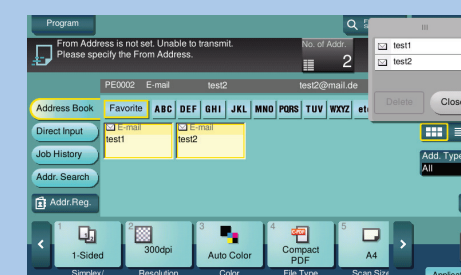 Program
From Address is not set. Unable to transmit.
Please specify the From Address.
No. of Addr.
2
test1
test2
Delete
Close
PE0002 E-mail test2 test2@mail.de
Address Book
Favorite ABC DEF GHI JKL MNO PQRS TUV WXYZ etc
Direct Input
Job History
Addr. Search
Addr.Reg.
E-mail
test1
E-mail
test2
Add. Type
All
1
1-Sided
2
300dpi
3
Auto Color
4
Compact
PDF
5
A4
Simplex/
Resolution
Color
File Type
Scan Size